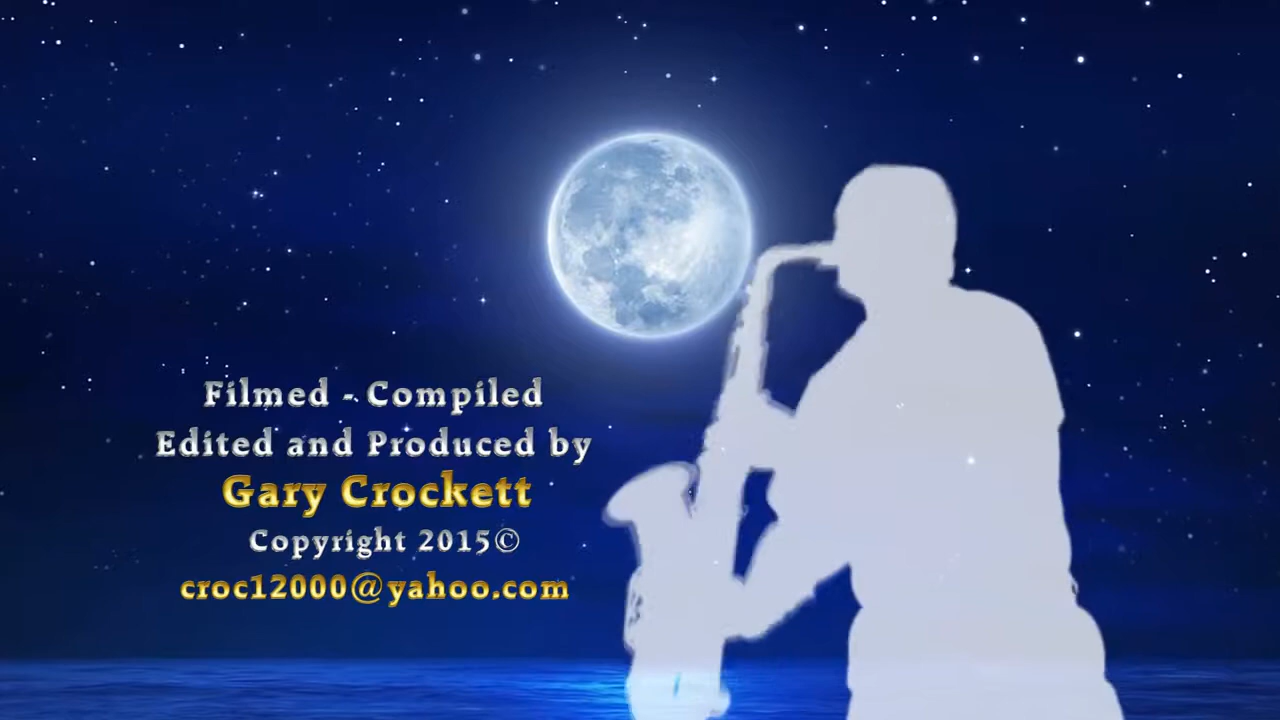 Filmed - Compiled
Edited and Produced by
Gary Crockett
Copyright 2015©
croc12000@yahoo.com